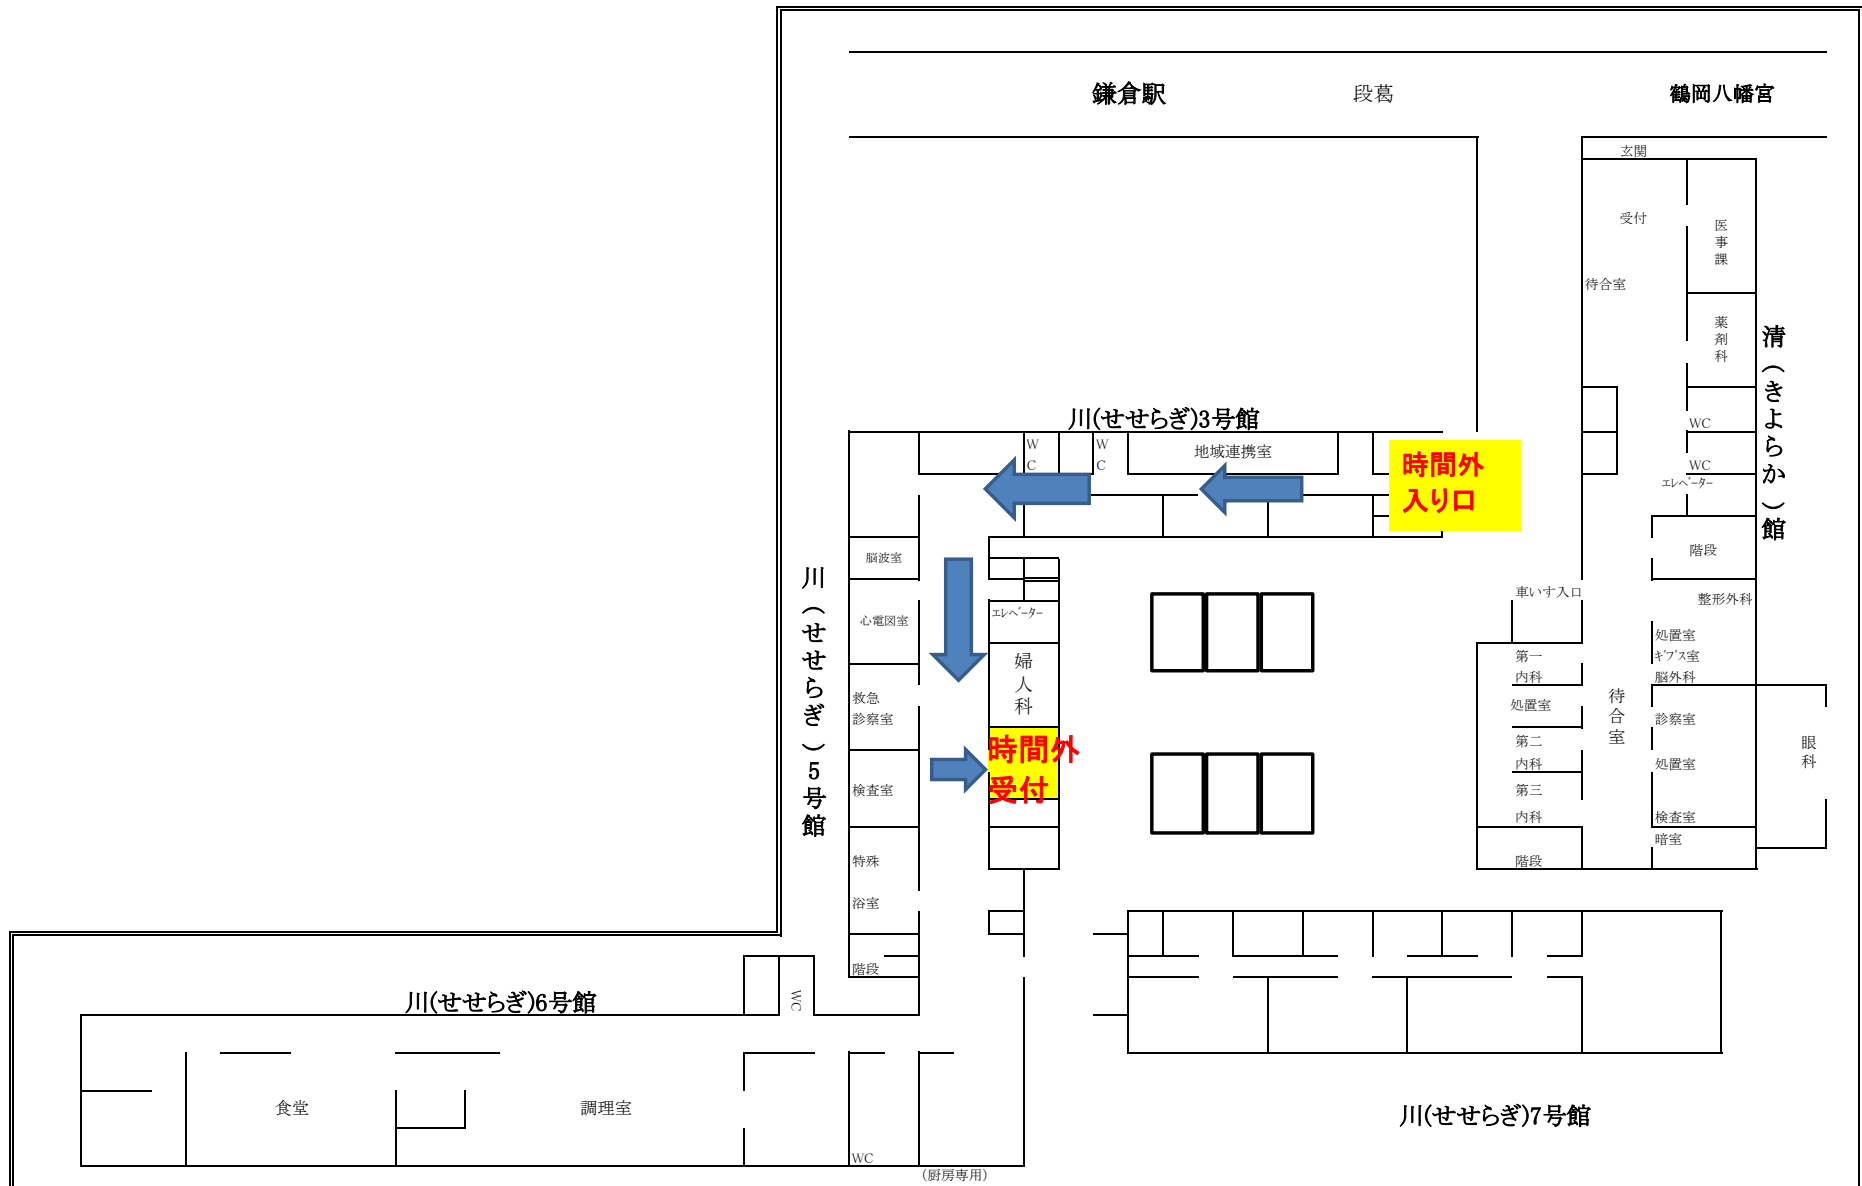 鎌倉駅
段葛
鶴岡八幡宮
玄関
受付
医事課
待合室
薬剤科
清(きよらか)館
WC
WC
エレベーター
階段
車いす入口
整形外科
処置室
ギプス室
脳外科
第一
内科
処置室
第二
内科
第三
内科
階段
待合室
診察室
処置室
検査室
暗室
眼科
川(せせらぎ)3号館
WC
WC
地域連携室
時間外
入り口
川(せせらぎ)5号館
脳波室
心電図室
救急
診察室
検査室
特殊
浴室
階段
エレベーター
婦人科
時間外
受付
川(せせらぎ)6号館
WC
食堂
調理室
WC
(厨房専用)
川(せせらぎ)7号館